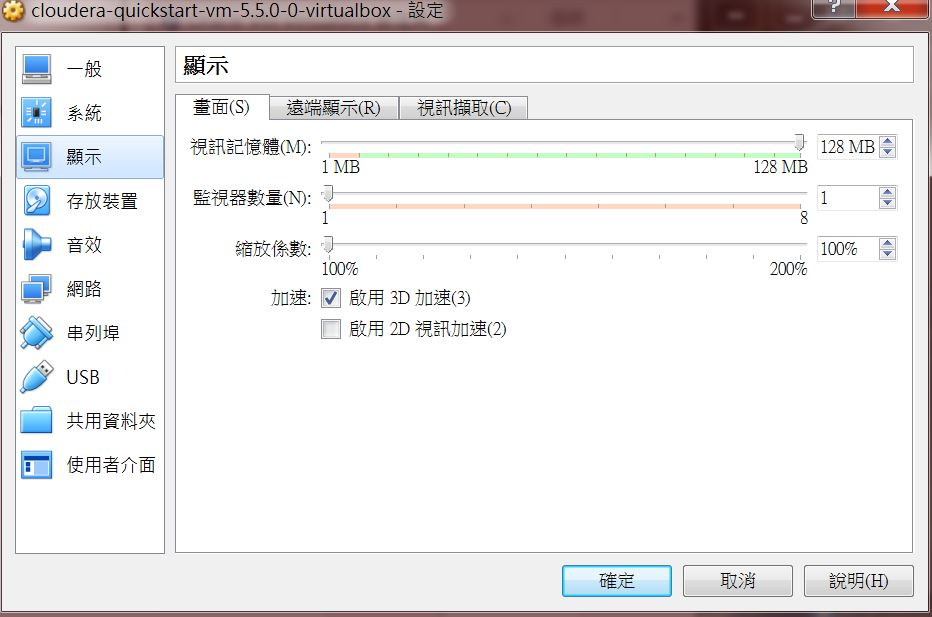 cloudera-quickstart-vm-5.5.0-0-virtualbox - 設定
?
X
一般
系統
顯示
存放裝置
音效
網路
串列埠
USB
共用資料夾
使用者介面
顯示
畫面(S) 遠端顯示(R) 視訊擷取(C)
視訊記憶體(M): 128 MB
1 MB 128 MB
監視器數量(N): 1
1 8
縮放係數: 100%
100% 200%
加速: 啟用 3D 加速(3)
啟用 2D 視訊加速(2)
確定 取消 說明(H)